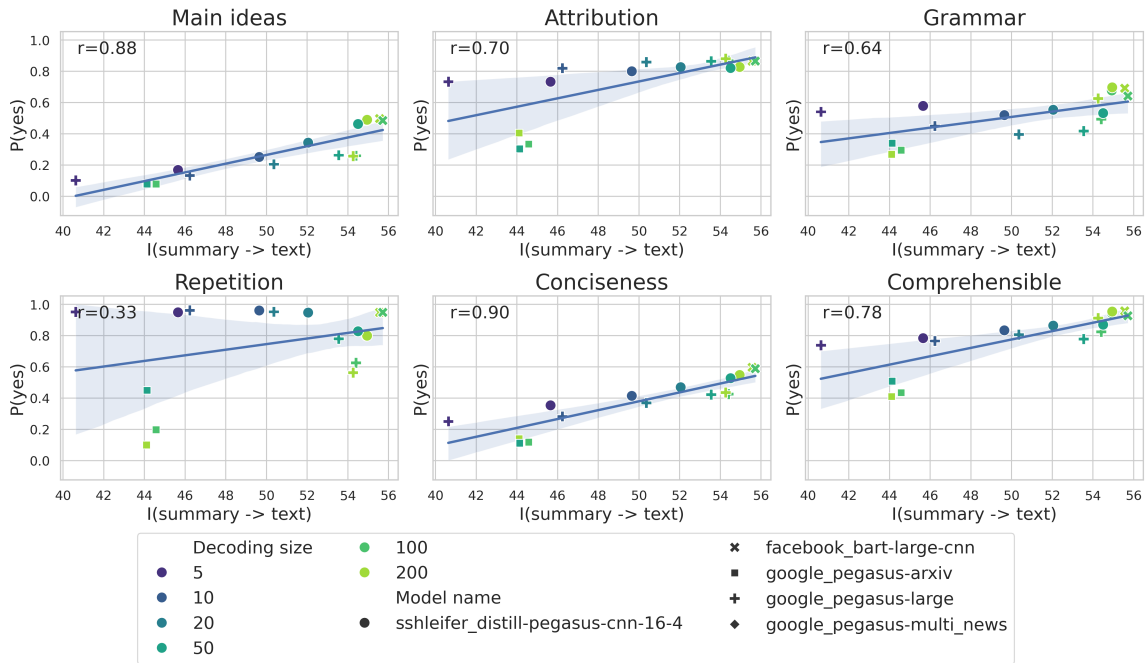 Main ideas Attribution Grammar
1.0 r=0.88 r=0.70 r=0.64
0.8
P(yes) P(yes) P(yes)
0.6
0.4
0.2
0.0
40 42 44 46 48 50 52 54 56 40 42 44 46 48 50 52 54 56 40 42 44 46 48 50 52 54 56
I(summary -> text) I(summary -> text) I(summary -> text)
Repetition Conciseness Comprehensible
1.0 r=0.33 r=0.90 r=0.78
0.8
P(yes) P(yes) P(yes)
0.6
0.4
0.2
0.0
40 42 44 46 48 50 52 54 56 40 42 44 46 48 50 52 54 56 40 42 44 46 48 50 52 54 56
I(summary -> text) I(summary -> text) I(summary -> text)
Decoding size
5
10
20
50
100
200
Model name
sshleifer_distill-pegasus-cnn-16-4
facebook_bart-large-cnn
google_pegasus-arxiv
google_pegasus-large
google_pegasus-multi_news